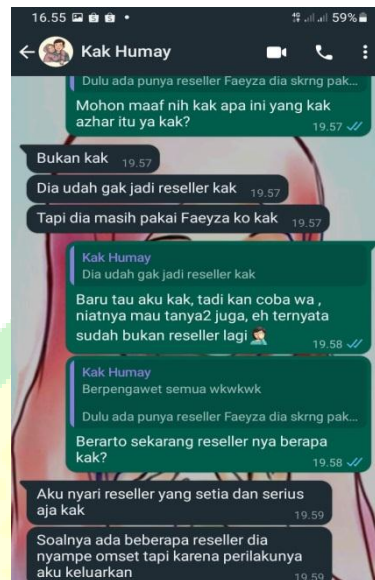 16.55
59%
Kak Humay
Dulu ada punya reseller Faeyza dia skrng pak...
Mohon maaf nih kak apa ini yang kak
azhar itu ya kak?
19.57
Bukan kak 19.57
Dia udah gak jadi reseller kak 19.57
Tapi dia masih pakai Faeyza ko kak 19.57
Kak Humay
Dia udah gak jadi reseller kak
Baru tau aku kak, tadi kan coba wa ,
niatnya mau tanya2 juga, eh ternyata
sudah bukan reseller lagi
19.58
Kak Humay
Berpengawet semua wkwkwk
Dulu ada punya reseller Faeyza dia skrng pak...
Berarto sekarang reseller nya berapa
kak?
19.58
Aku nyari reseller yang setia dan serius
aja kak
19.59
Soalnya ada beberapa reseller dia
nyampe omset tapi karena perilakunya
aku keluarkan
19.59